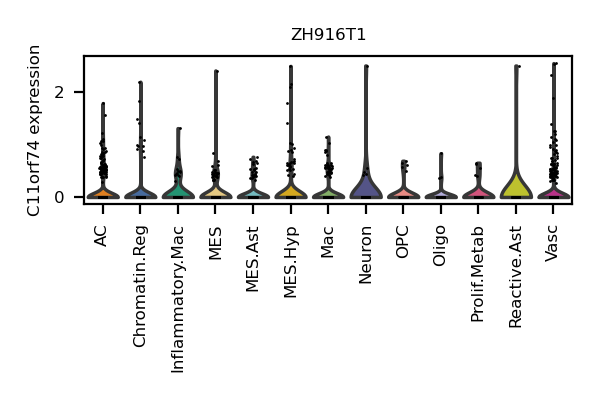 ZH916T1
C11orf74 expression
2
0
AC
Chromatin.Reg
Inflammatory.Mac
MES
MES.Ast
MES.Hyp
Mac
Neuron
OPC
Oligo
Prolif.Metab
Reactive.Ast
Vasc